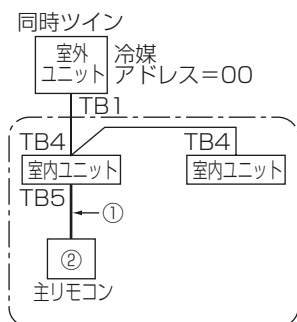 同時ツイン
室外
ユニット
冷媒
アドレス=00
TB1
TB4
TB4
室内ユニット
室内ユニット
TB5
①
②
主リモコン